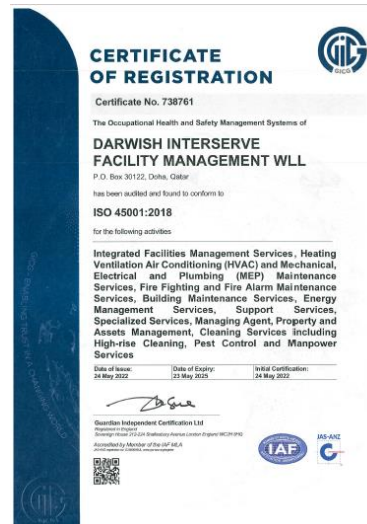 GICG
CERTIFICATE
OF REGISTRATION
Certificate No. 738761
The Occupational Health and Safety Management Systems of
DARWISH INTERSERVE
FACILITY MANAGEMENT WLL
P.O. Box 30122, Doha, Qatar
has been audited and found to conform to
ISO 45001:2018
for the following activities
Integrated Facilities Management Services, Heating
Ventilation Air Conditioning (HVAC) and Mechanical,
Electrical and Plumbing (MEP) Maintenance
Services, Fire Fighting and Fire Alarm Maintenance
Services, Building Maintenance Services, Energy
Management Services, Support Services,
Specialized Services, Managing Agent, Property and
Assets Management, Cleaning Services including
High-rise Cleaning, Pest Control and Manpower
Services
Date of Issue: Date of Expiry: Initial Certification:
24 May 2022 23 May 2025 24 May 2022
Guardian Independent Certification Ltd
Registered in England
Accredited by Member of the IAF MLA
IAF
JAS-ANZ